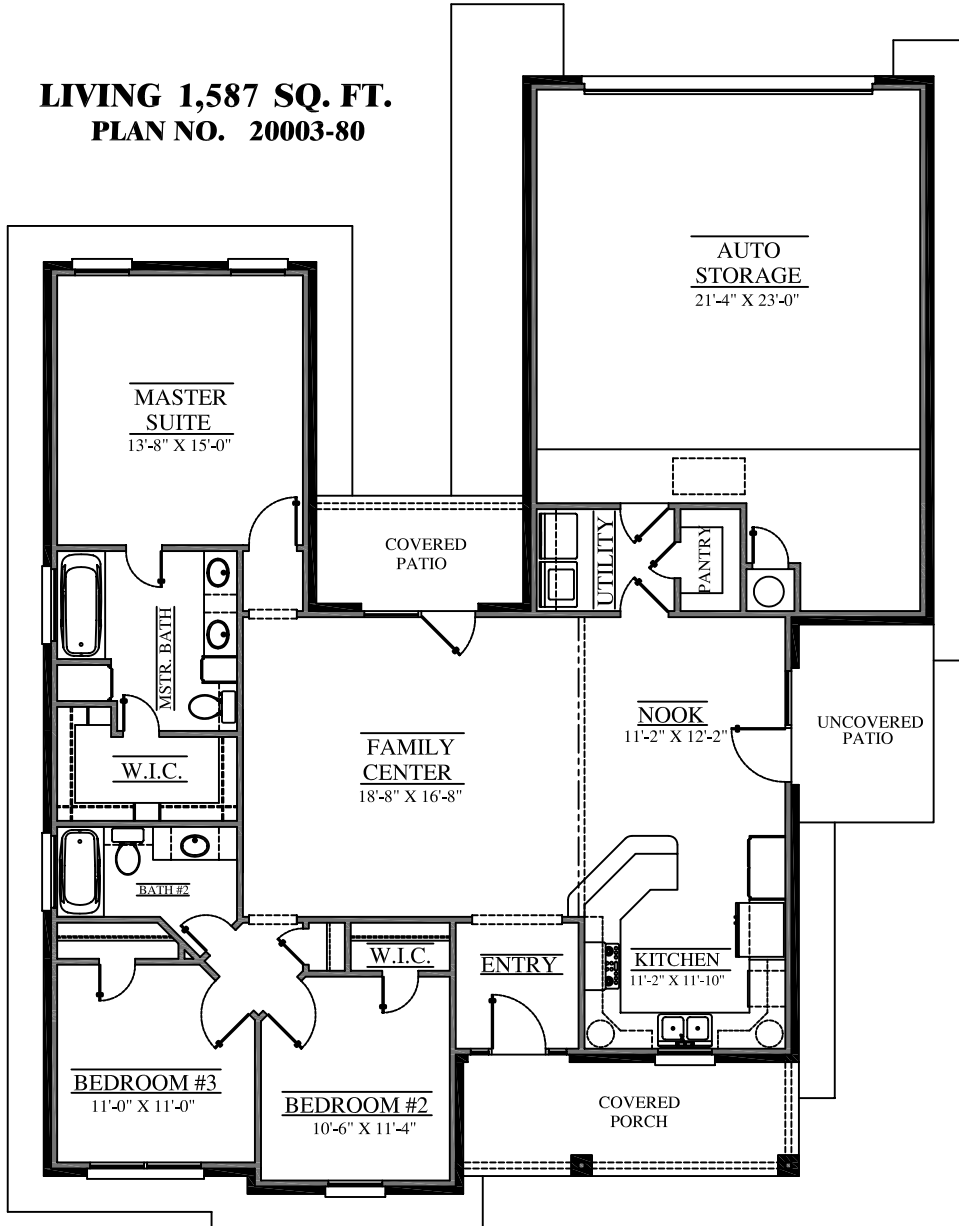 LIVING 1,587 SQ. FT.
PLAN NO. 20003-80
AUTO
STORAGE
21'-4" X 23'-0"
MASTER
SUITE
13'-8" X 15'-0"
COVERED
PATIO
UTILITY
PANTRY
MSTR. BATH
NOOK
11'-2" X 12'-2"
UNCOVERED
PATIO
FAMILY
CENTER
18'-8" X 16'-8"
W.I.C.
BATH #2
W.I.C.
ENTRY
KITCHEN
11'-2" X 11'-10"
BEDROOM #3
11'-0" X 11'-0"
BEDROOM #2
10'-6" X 11'-4"
COVERED
PORCH